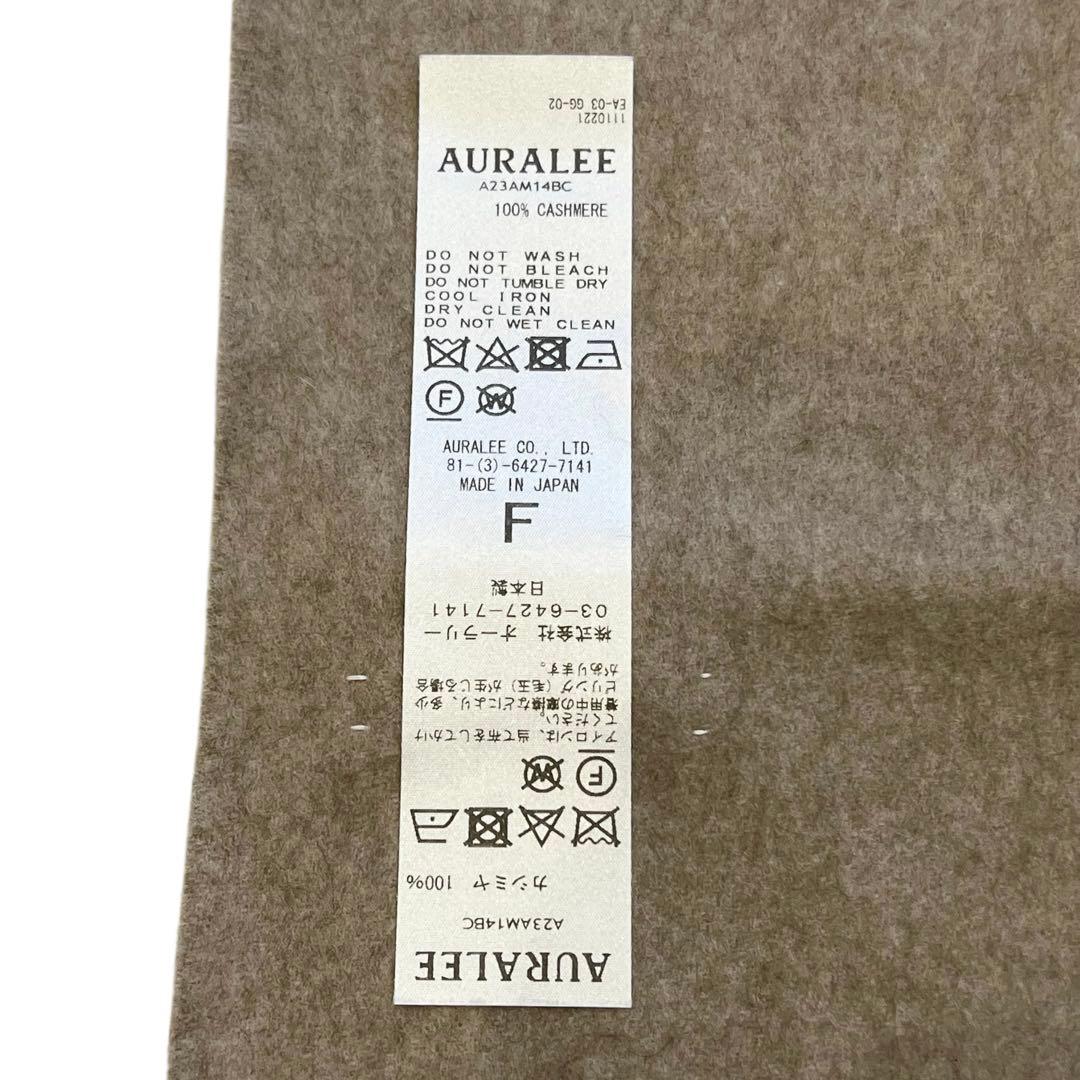 1110221
EA-03 GG-02
AURALEE
A23AM14BC
100% CASHMERE
DO NOT WASH
DO NOT BLEACH
DO NOT TUMBLE DRY
COOL IRON
DRY CLEAN
DO NOT WET CLEAN
F W
AURALEE CO., LTD.
81-(3)-6427-7141
MADE IN JAPAN
F
AURALEE
A23AM14BC
カシミヤ 100%
F W
アイロンは、当て布をしてかけ
てください。
着用中の摩擦などにより、多少
ピリング(毛玉)が生じる場合
があります。
株式会社 オーラリー
03-6427-7141
日本製